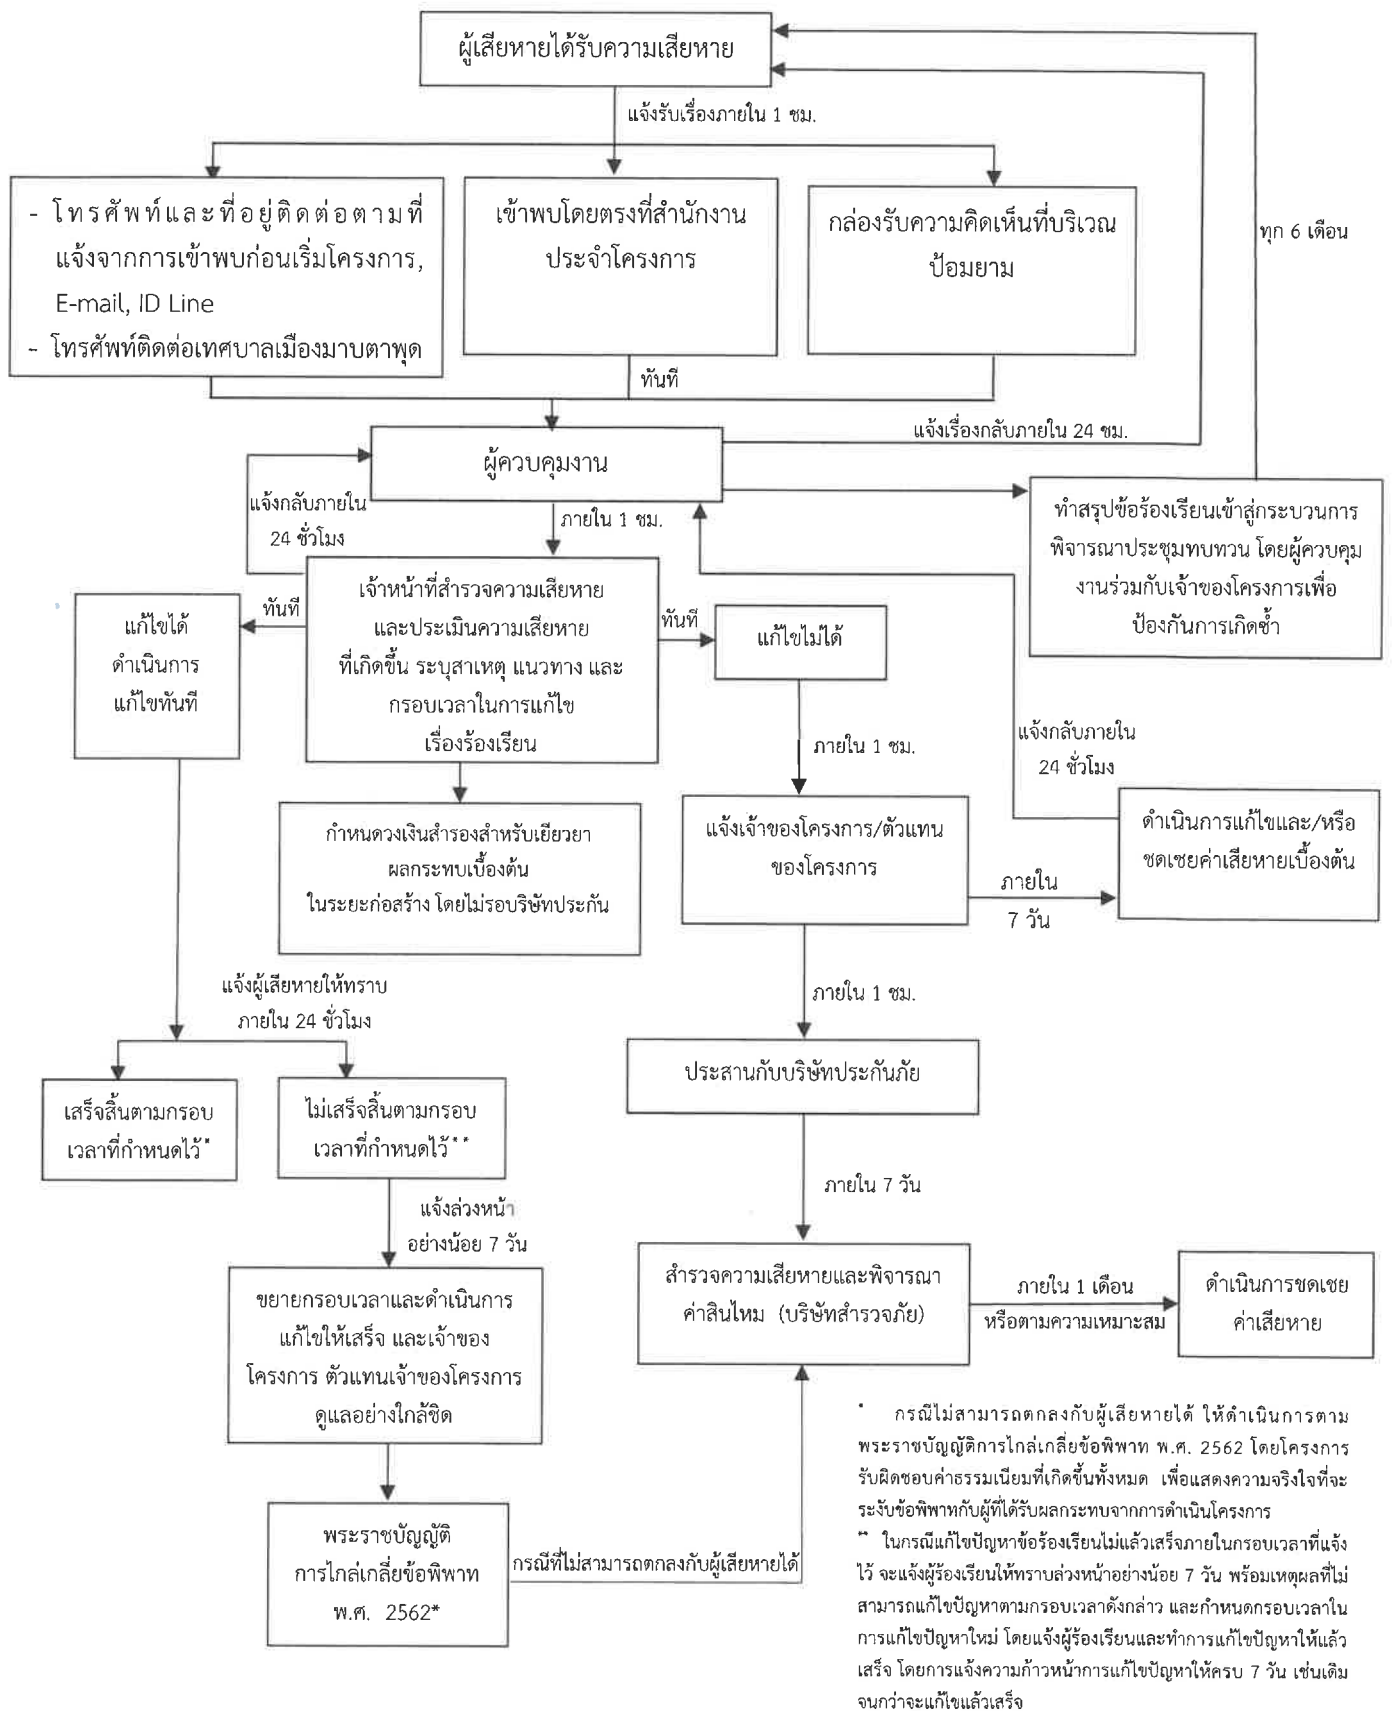 ผู้เสียหายได้รับความเสียหาย
แจ้งรับเรื่องภายใน 1 ชม.
- โทรศัพท์และที่อยู่ติดต่อตามที่
แจ้งจากการเข้าพบก่อนเริ่มโครงการ,
E-mail, ID Line
- โทรศัพท์ติดต่อเทศบาลเมืองมาบตาพุด
เข้าพบโดยตรงที่สำนักงาน
ประจำโครงการ
กล่องรับความคิดเห็นที่บริเวณ
ป้อมยาม
ทุก 6 เดือน
ทันที
แจ้งเรื่องกลับภายใน 24 ชม.
ผู้ควบคุมงาน
แจ้งกลับภายใน
24 ชั่วโมง
ภายใน 1 ชม.
ทำสรุปข้อร้องเรียนเข้าสู่กระบวนการ
พิจารณาประชุมทบทวน โดยผู้ควบคุม
งานร่วมกับเจ้าของโครงการเพื่อ
ป้องกันการเกิดซ้ำ
แก้ไขได้
ดำเนินการ
แก้ไขทันที
ทันที
เจ้าหน้าที่สำรวจความเสียหาย
และประเมินความเสียหาย
ที่เกิดขึ้น ระบุสาเหตุ แนวทาง และ
กรอบเวลาในการแก้ไข
เรื่องร้องเรียน
ทันที
แก้ไขไม่ได้
ภายใน 1 ชม.
แจ้งกลับภายใน
24 ชั่วโมง
กำหนดวงเงินสำรองสำหรับเยียวยา
ผลกระทบเบื้องต้น
ในระยะก่อสร้าง โดยไม่รอบริษัทประกัน
แจ้งเจ้าของโครงการ/ตัวแทน
ของโครงการ
ภายใน
7 วัน
ดำเนินการแก้ไขและ/หรือ
ชดเชยค่าเสียหายเบื้องต้น
แจ้งผู้เสียหายให้ทราบ
ภายใน 24 ชั่วโมง
ภายใน 1 ชม.
เสร็จสิ้นตามกรอบ
เวลาที่กำหนดไว้*
ไม่เสร็จสิ้นตามกรอบ
เวลาที่กำหนดไว้**
ประสานกับบริษัทประกันภัย
ภายใน 7 วัน
แจ้งล่วงหน้า
อย่างน้อย 7 วัน
ขยายกรอบเวลาและดำเนินการ
แก้ไขให้เสร็จ และเจ้าของ
โครงการ ตัวแทนเจ้าของโครงการ
ดูแลอย่างใกล้ชิด
สำรวจความเสียหายและพิจารณา
ค่าสินไหม (บริษัทสำรวจภัย)
ภายใน 1 เดือน
หรือตามความเหมาะสม
ดำเนินการชดเชย
ค่าเสียหาย
พระราชบัญญัติ
การไกล่เกลี่ยข้อพิพาท
พ.ศ. 2562*
กรณีที่ไม่สามารถตกลงกับผู้เสียหายได้
* กรณีไม่สามารถตกลงกับผู้เสียหายได้ ให้ดำเนินการตาม
พระราชบัญญัติการไกล่เกลี่ยข้อพิพาท พ.ศ. 2562 โดยโครงการ
รับผิดชอบค่าธรรมเนียมที่เกิดขึ้นทั้งหมด เพื่อแสดงความจริงใจที่จะ
ระงับข้อพิพาทกับผู้ที่ได้รับผลกระทบจากการดำเนินโครงการ
** ในกรณีแก้ไขปัญหาข้อร้องเรียนไม่แล้วเสร็จภายในกรอบเวลาที่แจ้ง
ไว้ จะแจ้งผู้ร้องเรียนให้ทราบล่วงหน้าอย่างน้อย 7 วัน พร้อมเหตุผลที่ไม่
สามารถแก้ไขปัญหาตามกรอบเวลาดังกล่าว และกำหนดกรอบเวลาใน
การแก้ไขปัญหาใหม่ โดยแจ้งผู้ร้องเรียนและทำการแก้ไขปัญหาให้แล้ว
เสร็จ โดยการแจ้งความก้าวหน้าการแก้ไขปัญหาให้ครบ 7 วัน เช่นเดิม
จนกว่าจะแก้ไขแล้วเสร็จ